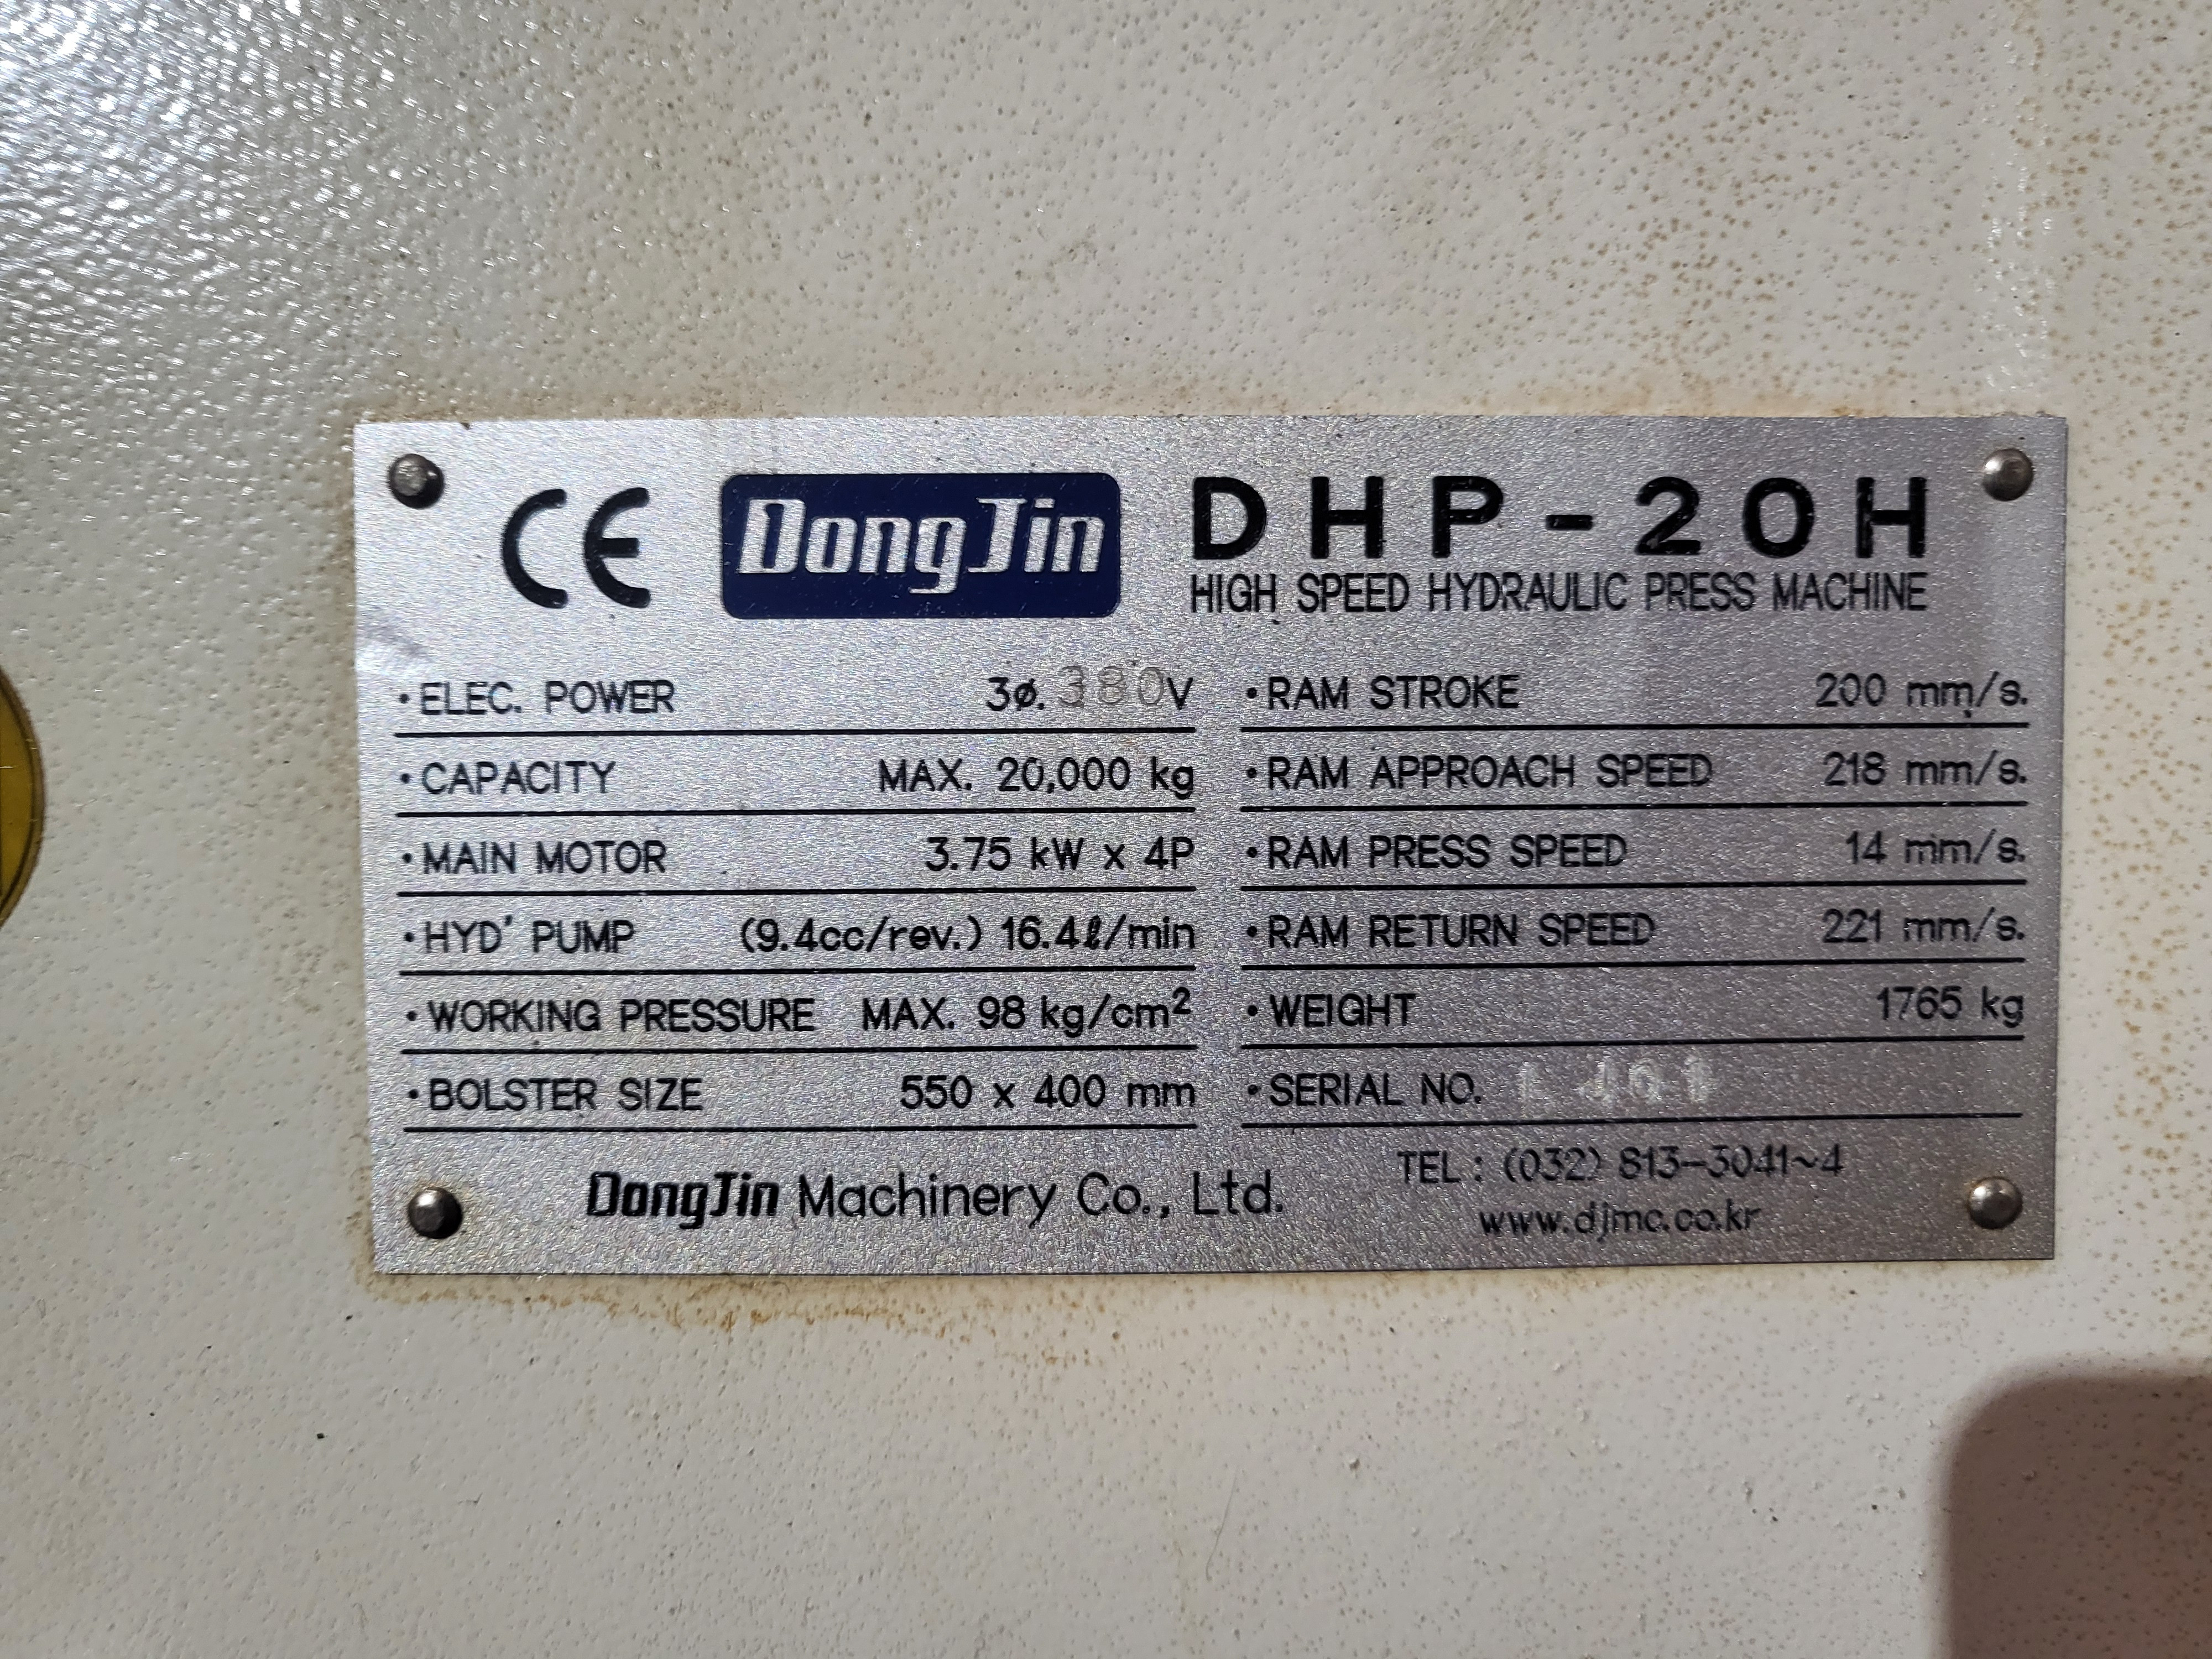 CE DongJin DHP-20H
HIGH SPEED HYDRAULIC PRESS MACHINE
·ELEC. POWER 3ø.380V
·CAPACITY MAX. 20,000 kg
·MAIN MOTOR 3.75 kW x 4P
·HYD' PUMP (9.4cc/rev.) 16.4ℓ/min
·WORKING PRESSURE MAX. 98 kg/cm²
·BOLSTER SIZE 550 x 400 mm
·RAM STROKE 200 mm/s.
·RAM APPROACH SPEED 218 mm/s.
·RAM PRESS SPEED 14 mm/s.
·RAM RETURN SPEED 221 mm/s.
·WEIGHT 1765 kg
·SERIAL NO.
DongJin Machinery Co., Ltd.
TEL : (032) 813-3041~4
www.djmc.co.kr